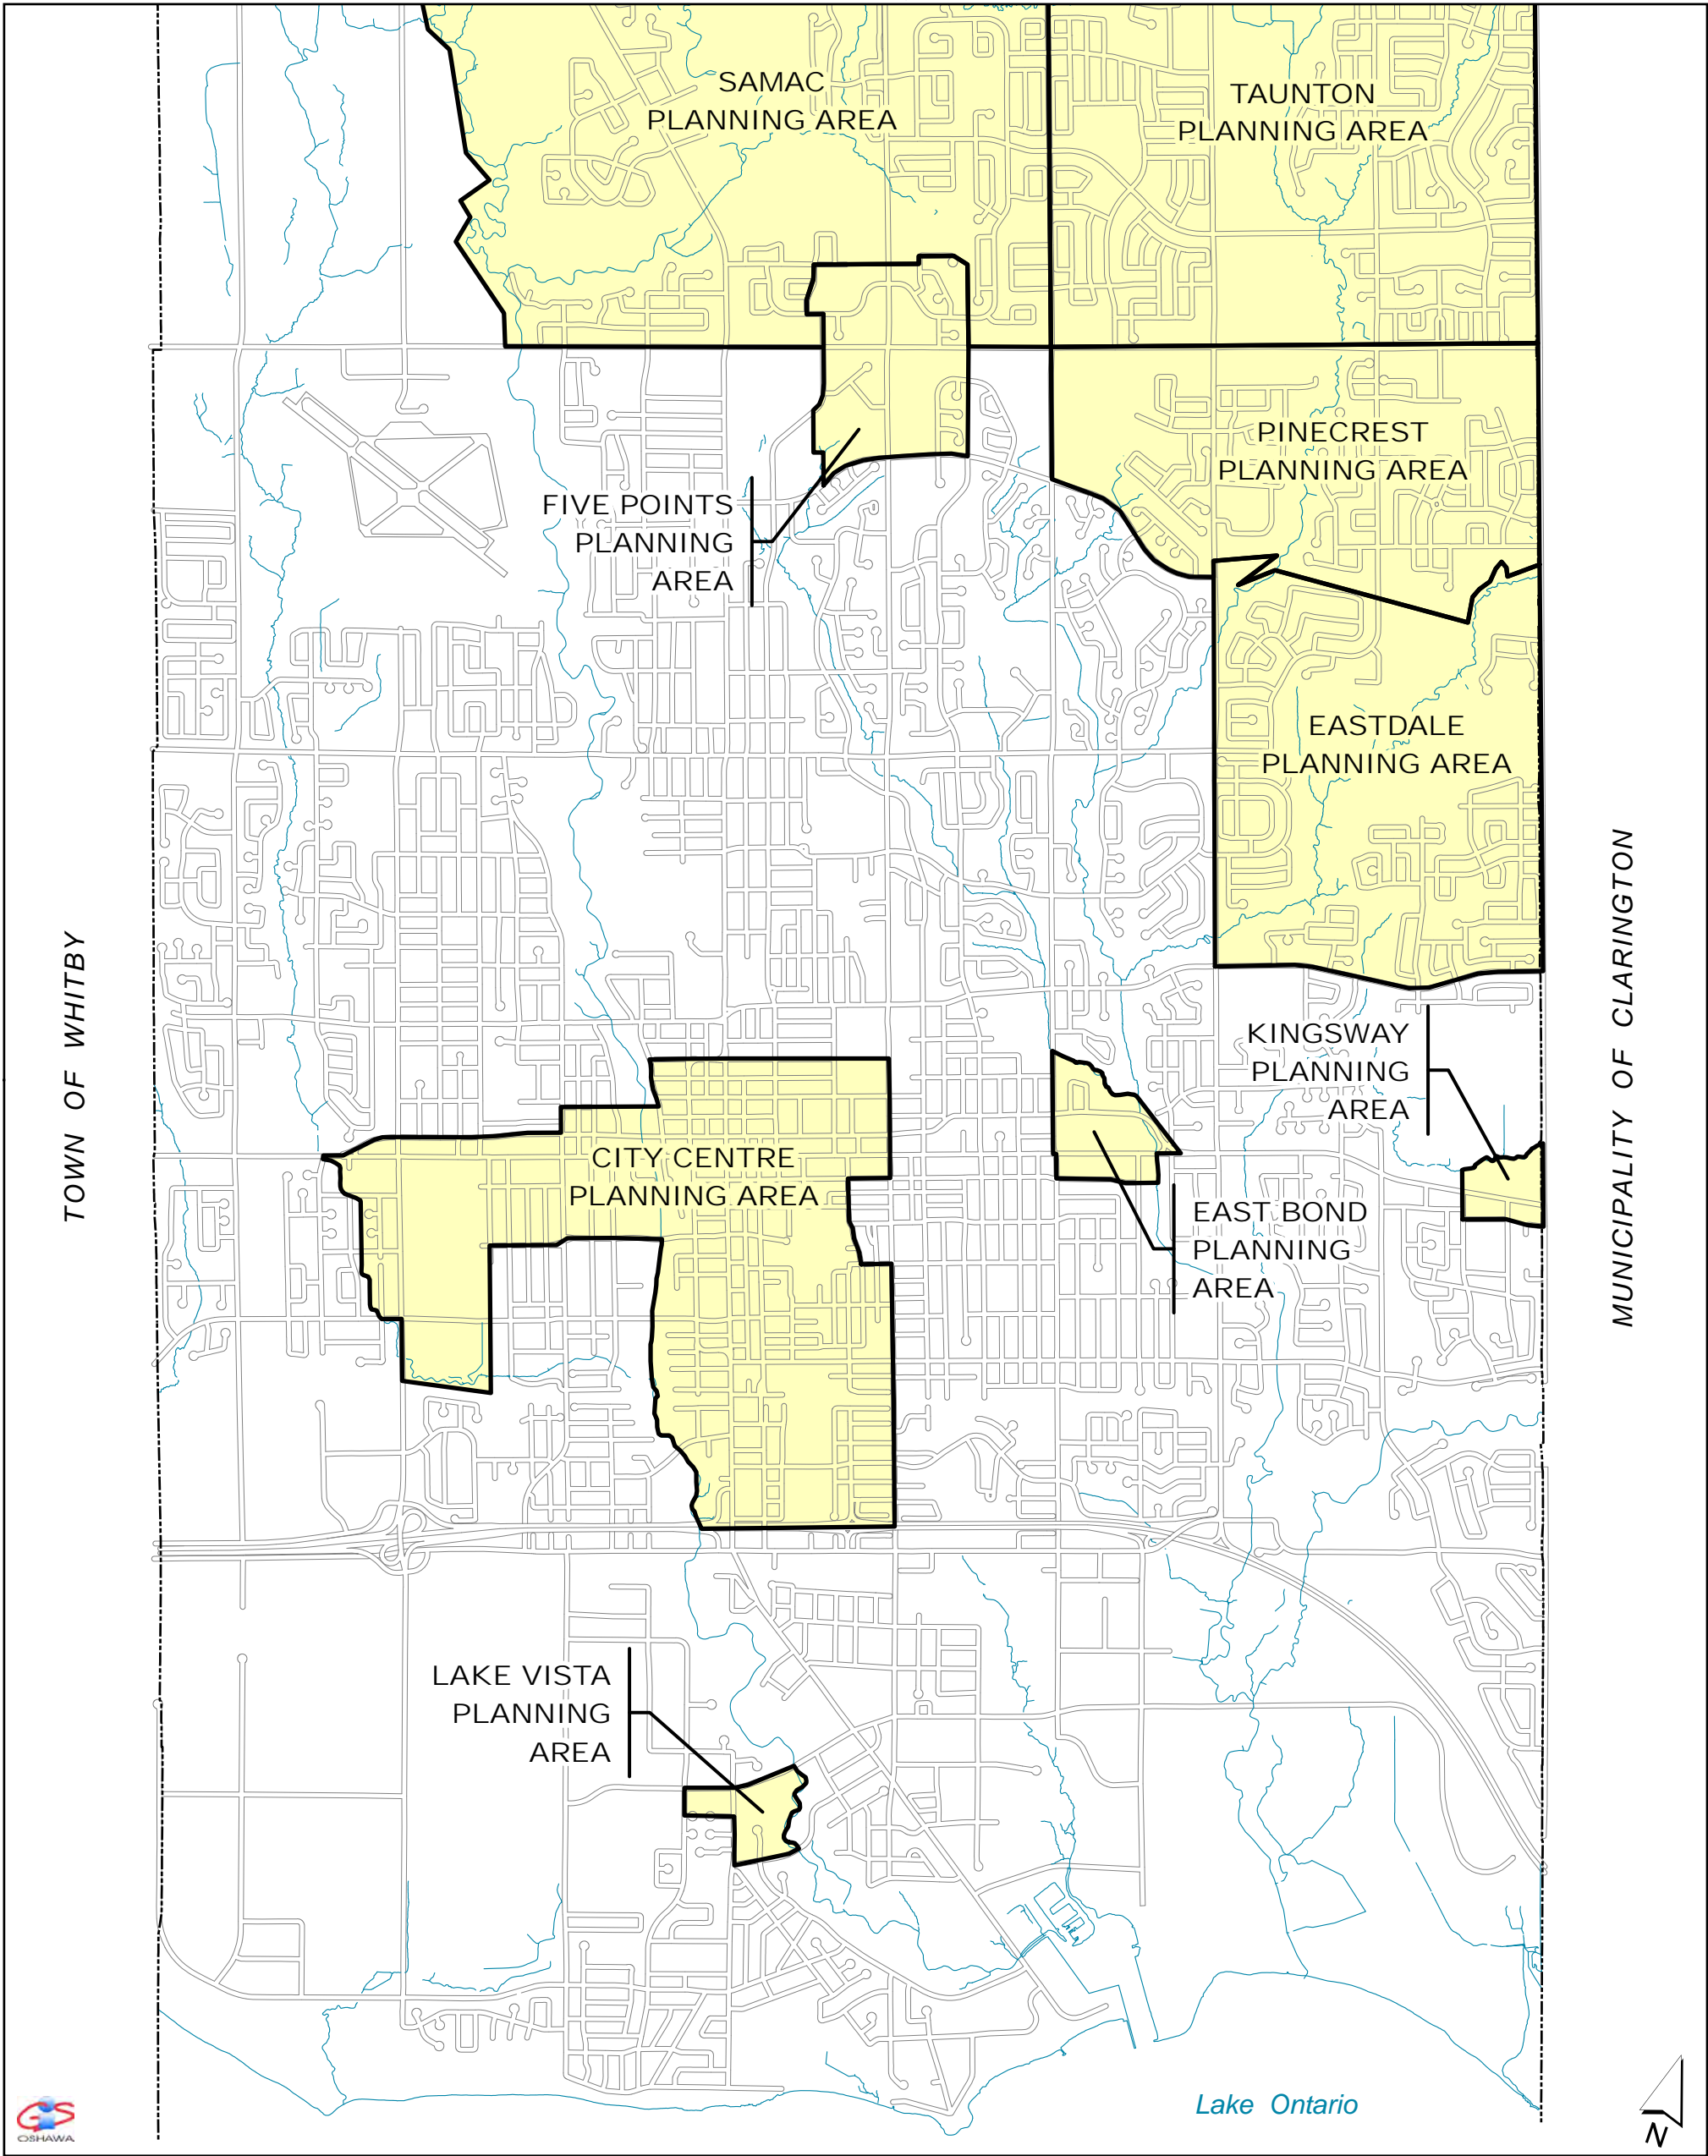 SAMAC
PLANNING AREA
TAUNTON
PLANNING AREA
PINECREST
PLANNING AREA
FIVE POINTS
PLANNING
AREA
EASTDALE
PLANNING AREA
TOWN OF WHITBY
MUNICIPALITY OF CLARINGTON
KINGSWAY
PLANNING
AREA
CITY CENTRE
PLANNING AREA
EAST BOND
PLANNING
AREA
LAKE VISTA
PLANNING
AREA
Lake Ontario
GIS
OSHAWA
N